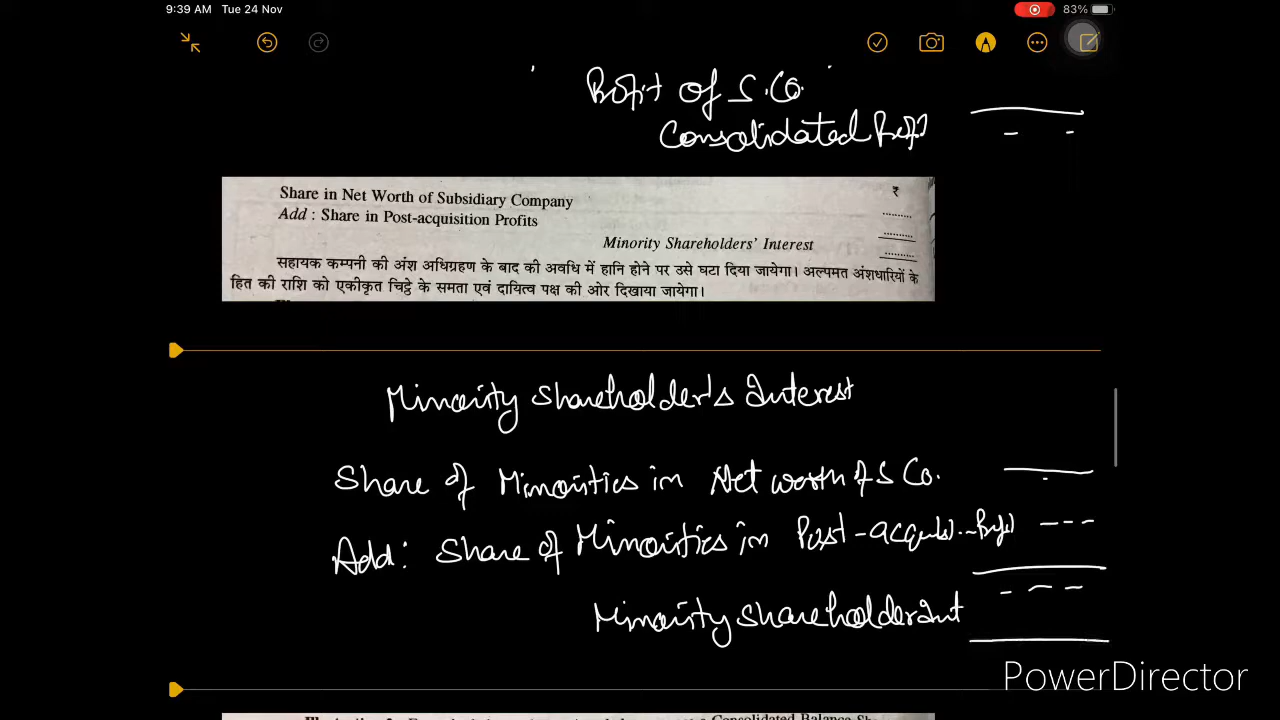 9:39 AM Tue 24 Nov 83%
Profit of S.Co.
Consolidated Prof
Share in Net Worth of Subsidiary Company ₹
Add : Share in Post-acquisition Profits ..........
Minority Shareholders' Interest ..........
..........
सहायक कम्पनी की अंश अधिग्रहण के बाद की अवधि में हानि होने पर उसे घटा दिया जायेगा। अल्पमत अंशधारियों के
हित की राशि को एकीकृत चिट्ठे के समता एवं दायित्व पक्ष की ओर दिखाया जायेगा।
Minority Shareholder's Interest
Share of Minorities in Net worth of S Co.
Add: Share of Minorities in Post-
Minority Shareholder Int
PowerDirector
Consolidated Balance